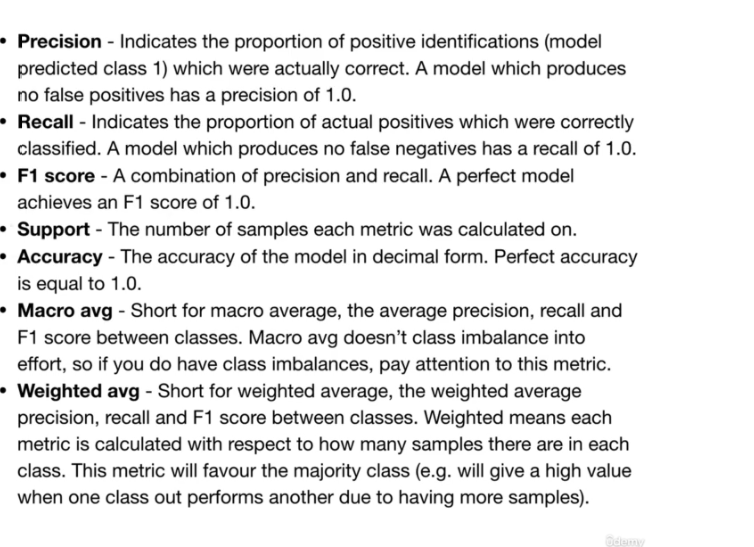 • Precision - Indicates the proportion of positive identifications (model
predicted class 1) which were actually correct. A model which produces
no false positives has a precision of 1.0.
• Recall - Indicates the proportion of actual positives which were correctly
classified. A model which produces no false negatives has a recall of 1.0.
• F1 score - A combination of precision and recall. A perfect model
achieves an F1 score of 1.0.
• Support - The number of samples each metric was calculated on.
• Accuracy - The accuracy of the model in decimal form. Perfect accuracy
is equal to 1.0.
• Macro avg - Short for macro average, the average precision, recall and
F1 score between classes. Macro avg doesn't class imbalance into
effort, so if you do have class imbalances, pay attention to this metric.
• Weighted avg - Short for weighted average, the weighted average
precision, recall and F1 score between classes. Weighted means each
metric is calculated with respect to how many samples there are in each
class. This metric will favour the majority class (e.g. will give a high value
when one class out performs another due to having more samples).
ûdemy